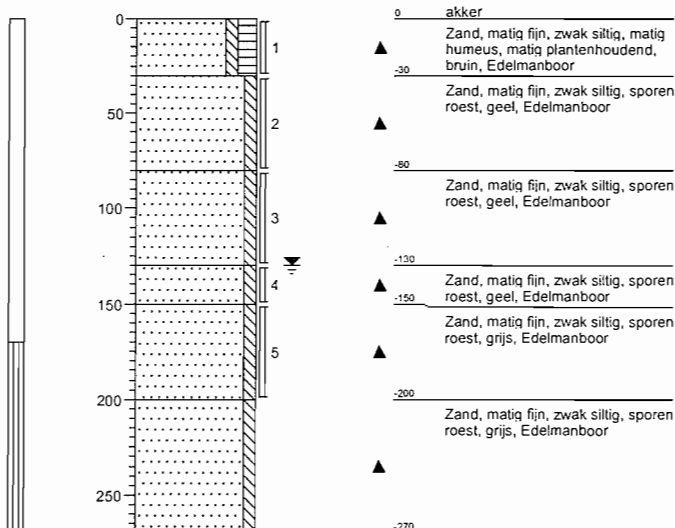 0
50
100
150
200
250
1
2
3
4
5
0 akker
Zand, matig fijn, zwak siltig, matig
humeus, matig plantenhoudend,
bruin, Edelmanboor
-30
Zand, matig fijn, zwak siltig, sporen
roest, geel, Edelmanboor
-80
Zand, matig fijn, zwak siltig, sporen
roest, geel, Edelmanboor
-130
Zand, matig fijn, zwak siltig, sporen
roest, geel, Edelmanboor
-150
Zand, matig fijn, zwak siltig, sporen
roest, grijs, Edelmanboor
-200
Zand, matig fijn, zwak siltig, sporen
roest, grijs, Edelmanboor
-270